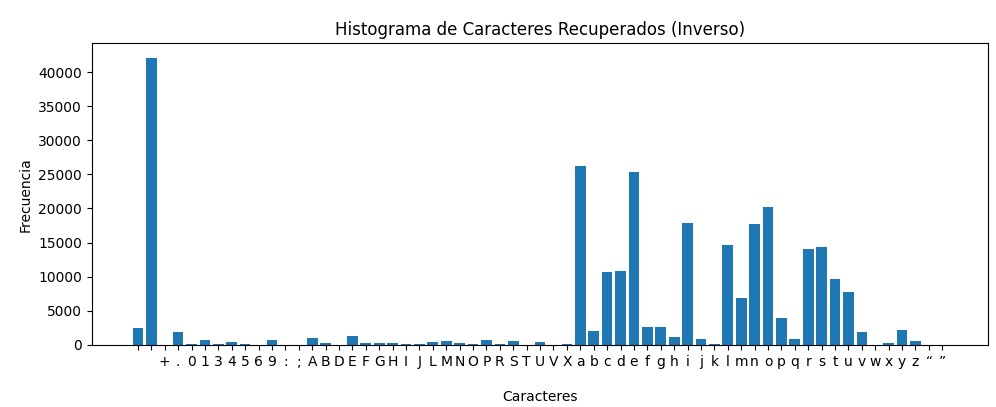 Histograma de Caracteres Recuperados (Inverso)
40000
35000
30000
25000
20000
15000
10000
5000
0
Frecuencia
+ . 0 1 3 4 5 6 9 : ; A B D E F G H I J L M N O P R S T U V X a b c d e f g h i j k l m n o p q r s t u v w x y z “ ”
Caracteres